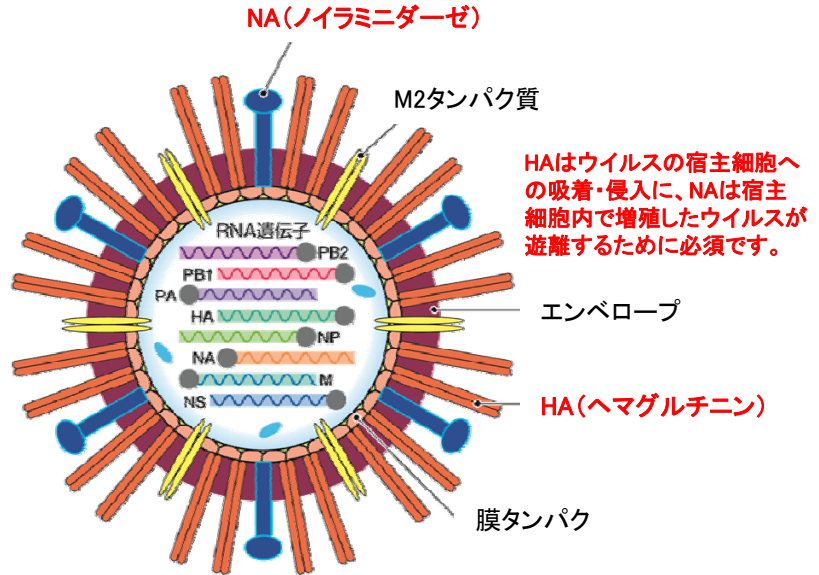 NA（ノイラミニダーゼ）
M2タンパク質
HAはウイルスの宿主細胞へ
の吸着・侵入に、NAは宿主
細胞内で増殖したウイルスが
遊離するために必須です。
RNA遺伝子
PB2
PB1
PA
HA
NP
NA
M
NS
エンベロープ
HA（ヘマグルチニン）
膜タンパク